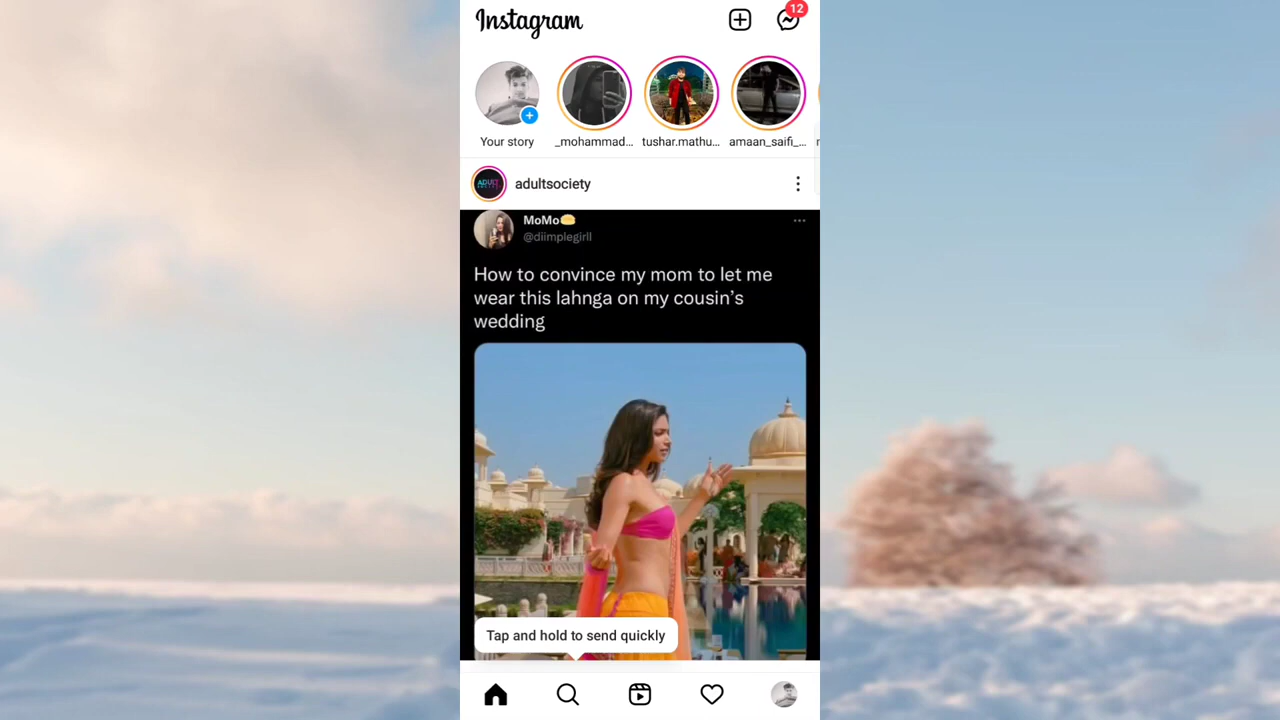 Instagram
12
Your story
_mohammad...
tushar.mathu...
amaan_saifi_...
adultsociety
MoMo
@diimplegirll
How to convince my mom to let me
wear this lahnga on my cousin's
wedding
Tap and hold to send quickly